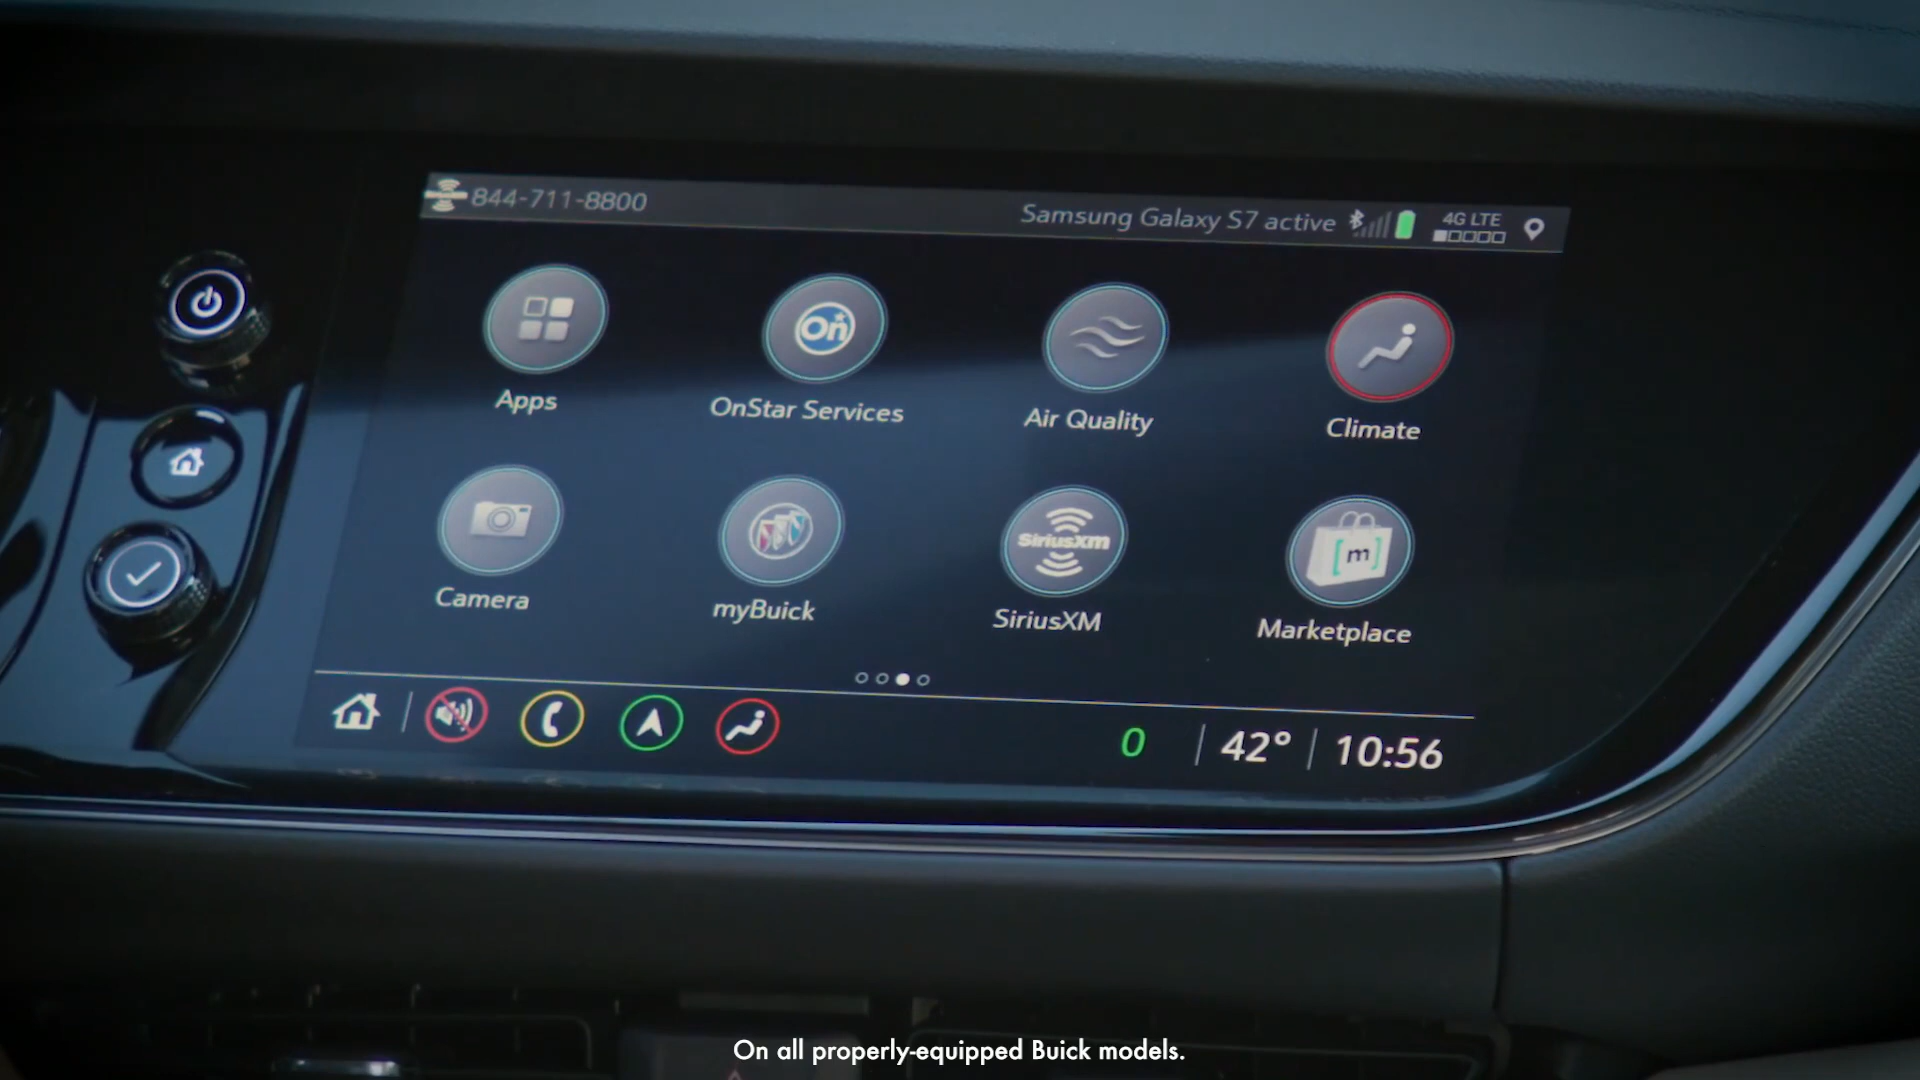 844-711-8800
Samsung Galaxy S7 active
4G LTE
On
Apps
OnStar Services
Air Quality
Climate
SiriusXM
[m]
Camera
myBuick
SiriusXM
Marketplace
0
42°
10:56
On all properly-equipped Buick models.